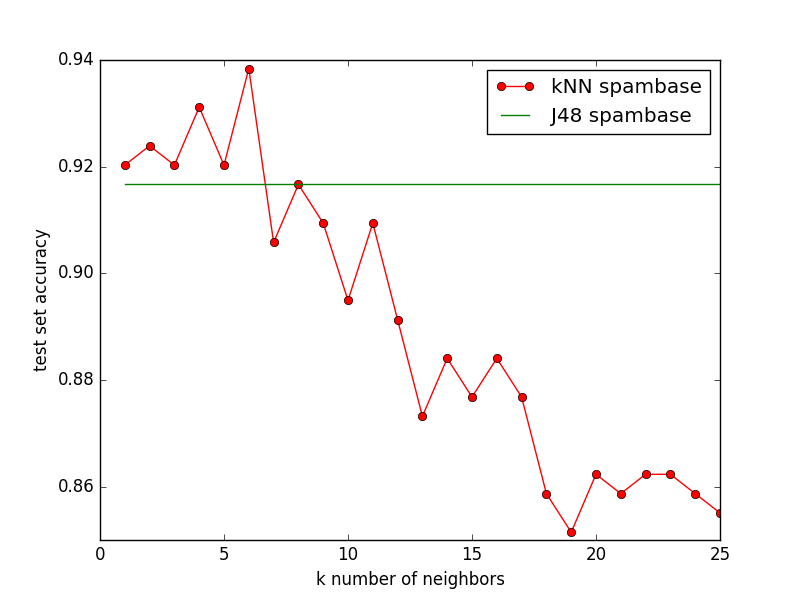 0.94
0.92
0.90
0.88
0.86
test set accuracy
kNN spambase
J48 spambase
0 5 10 15 20 25
k number of neighbors